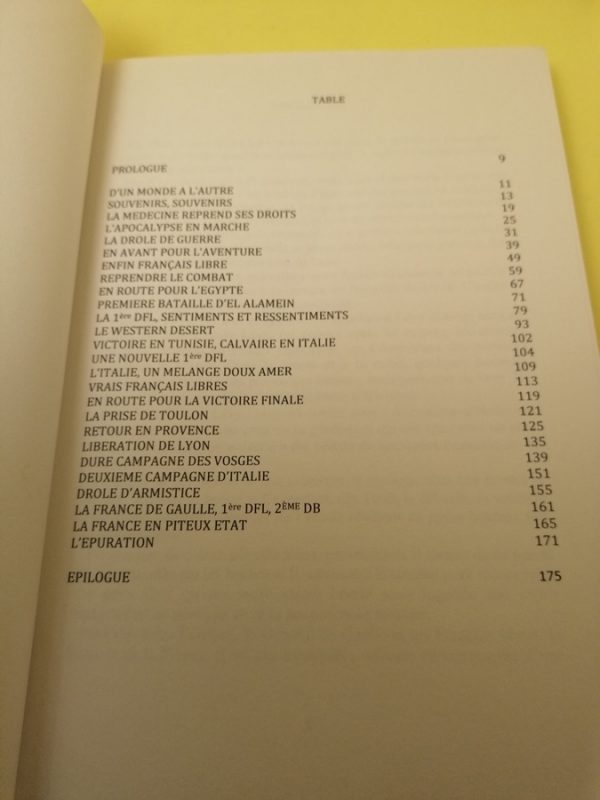 TABLE
PROLOGUE 9
D'UN MONDE A L'AUTRE 11
SOUVENIRS, SOUVENIRS 13
LA MEDECINE REPREND SES DROITS 19
L'APOCALYPSE EN MARCHE 25
LA DROLE DE GUERRE 31
EN AVANT POUR L'AVENTURE 39
ENFIN FRANÇAIS LIBRE 49
REPRENDRE LE COMBAT 59
EN ROUTE POUR L'EGYPTE 67
PREMIERE BATAILLE D'EL ALAMEIN 71
LA 1ère DFL, SENTIMENTS ET RESSENTIMENTS 79
LE WESTERN DESERT 93
VICTOIRE EN TUNISIE, CALVAIRE EN ITALIE 102
UNE NOUVELLE 1ère DFL 104
L'ITALIE, UN MELANGE DOUX AMER 109
VRAIS FRANÇAIS LIBRES 113
EN ROUTE POUR LA VICTOIRE FINALE 119
LA PRISE DE TOULON 121
RETOUR EN PROVENCE 125
LIBERATION DE LYON 135
DURE CAMPAGNE DES VOSGES 139
DEUXIEME CAMPAGNE D'ITALIE 151
DROLE D'ARMISTICE 155
LA FRANCE DE GAULLE, 1ère DFL, 2ÈME DB 161
LA FRANCE EN PITEUX ETAT 165
L'EPURATION 171
EPILOGUE 175